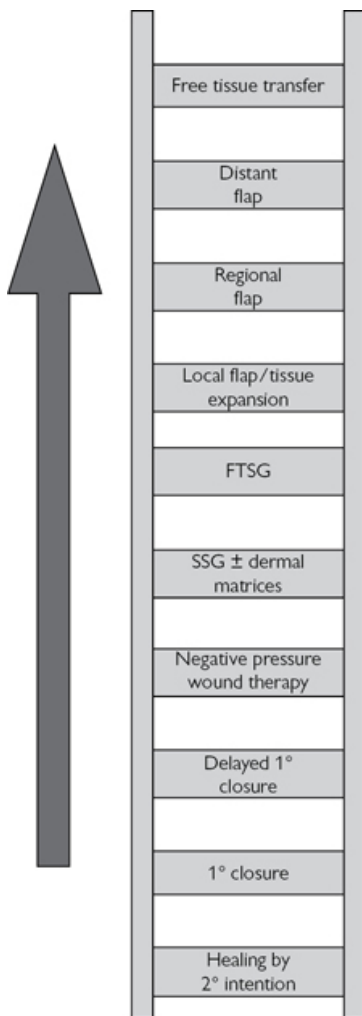 Free tissue transfer
Distant
flap
Regional
flap
Local flap/tissue
expansion
FTSG
SSG ± dermal
matrices
Negative pressure
wound therapy
Delayed 1°
closure
1° closure
Healing by
2° intention